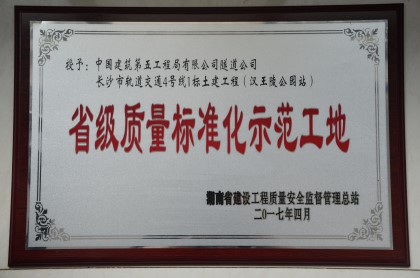 授予：中国建筑第五工程局有限公司隧道公司
长沙市轨道交通4号线1标土建工程（汉王陵公园站）
省级质量标准化示范工地
湖南省建设工程质量安全监督管理总站
二〇一七年四月